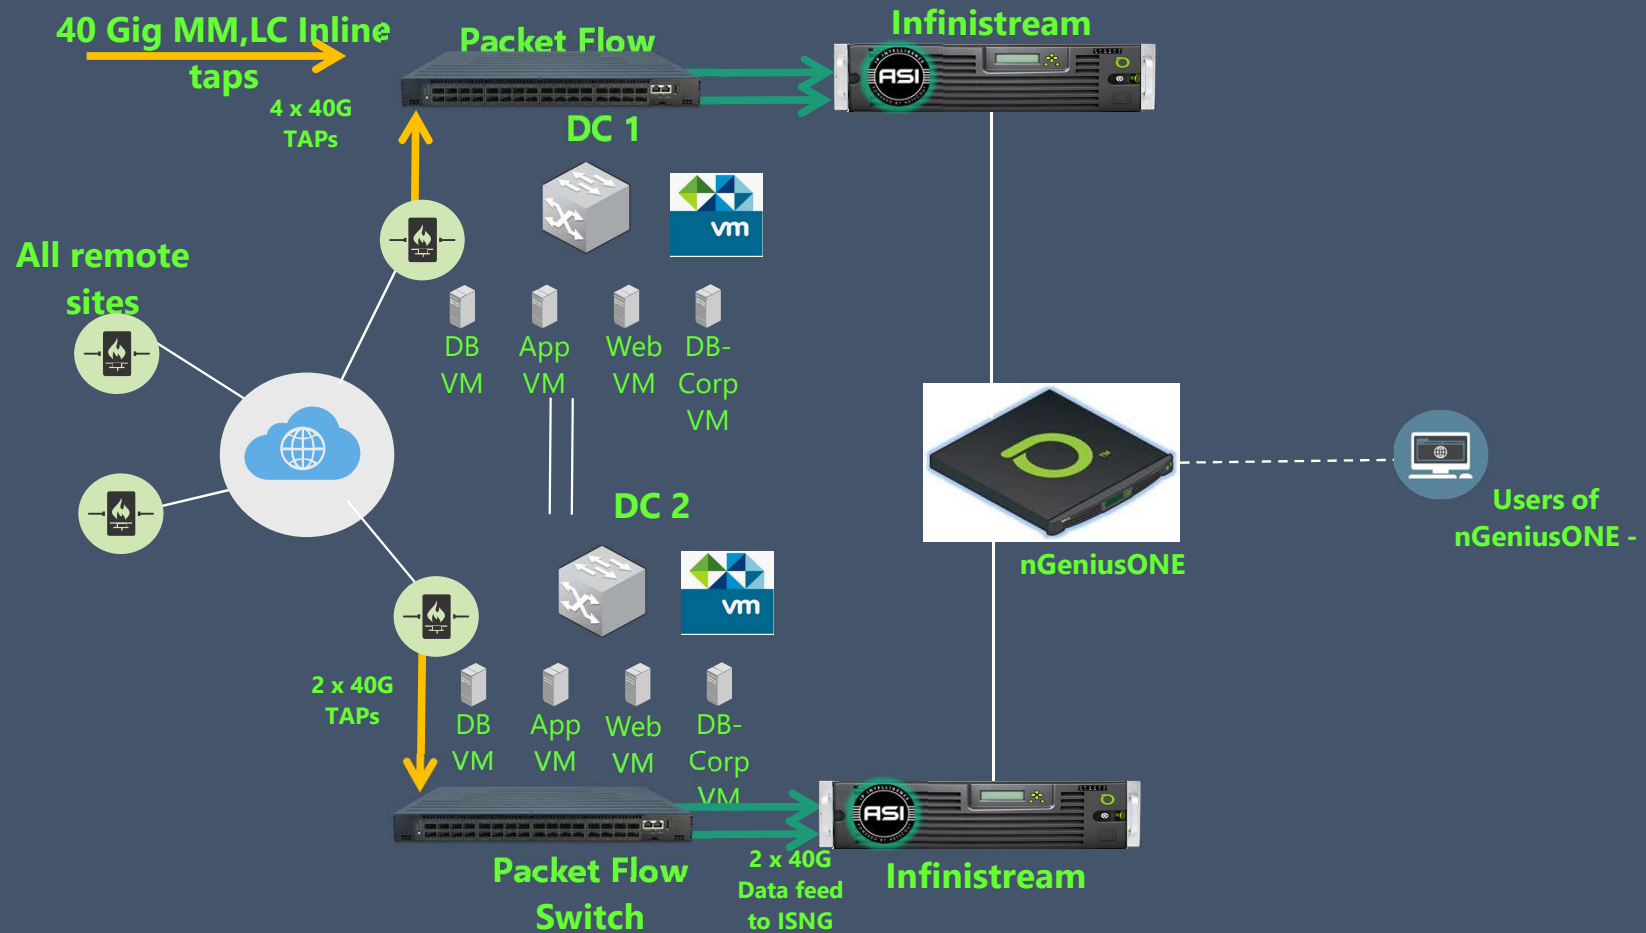 40 Gig MM,LC Inline
taps
Packet Flow
Infinistream
ASI
4 x 40G
TAPs
DC 1
vm
All remote
sites
DB
VM
App
VM
Web
VM
DB-
Corp
VM
DC 2
nGeniusONE
Users of
nGeniusONE -
vm
2 x 40G
TAPs
DB
VM
App
VM
Web
VM
DB-
Corp
VM
ASI
Packet Flow
Switch
2 x 40G
Data feed
to ISNG
Infinistream